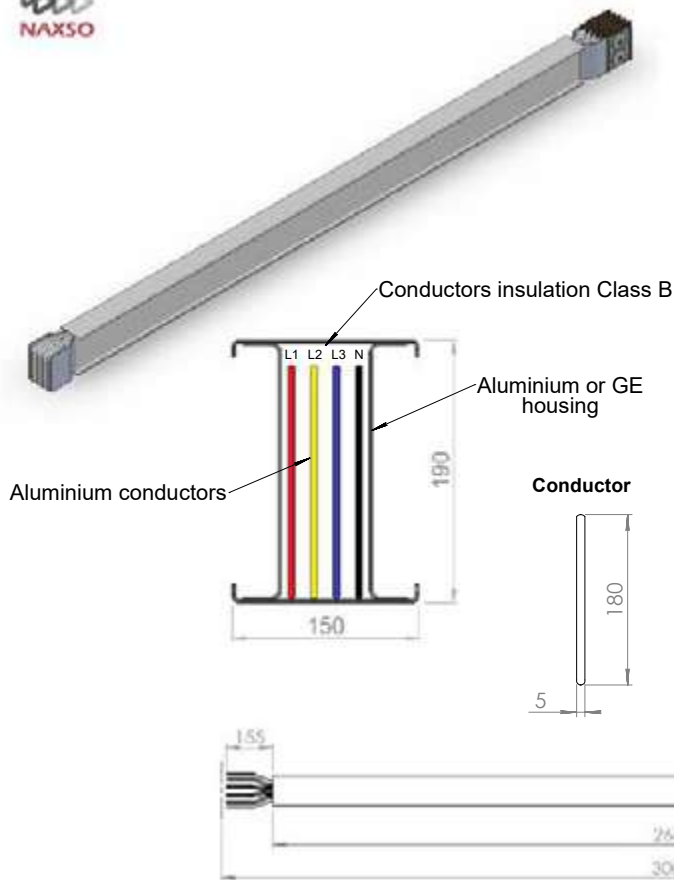 NAXSO
Conductors insulation Class B
L1 L2 L3 N
Aluminium or GE
housing
Aluminium conductors
190
Conductor
150
180
5
155